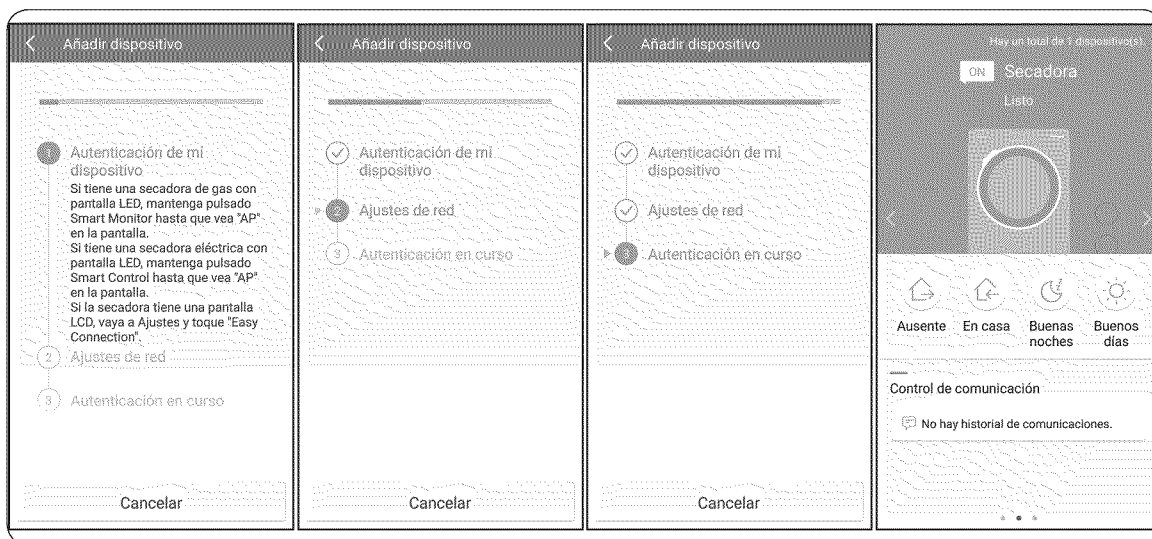 Añadir dispositivo
1 Autenticación de mi
dispositivo
Si tiene una secadora de gas con
pantalla LED, mantenga pulsado
Smart Monitor hasta que vea "AP"
en la pantalla.
Si tiene una secadora eléctrica con
pantalla LED, mantenga pulsado
Smart Control hasta que vea "AP"
en la pantalla.
Si la secadora tiene una pantalla
LCD, vaya a Ajustes y toque "Easy
Connection".
2 Ajustes de red
3 Autenticación en curso
Cancelar
Añadir dispositivo
Autenticación de mi
dispositivo
2 Ajustes de red
3 Autenticación en curso
Cancelar
Añadir dispositivo
Autenticación de mi
dispositivo
Ajustes de red
3 Autenticación en curso
Cancelar
Hay un total de 1 dispositivo(s).
ON Secadora
Listo
Ausente
En casa
Buenas
noches
Buenos
días
Control de comunicación
No hay historial de comunicaciones.